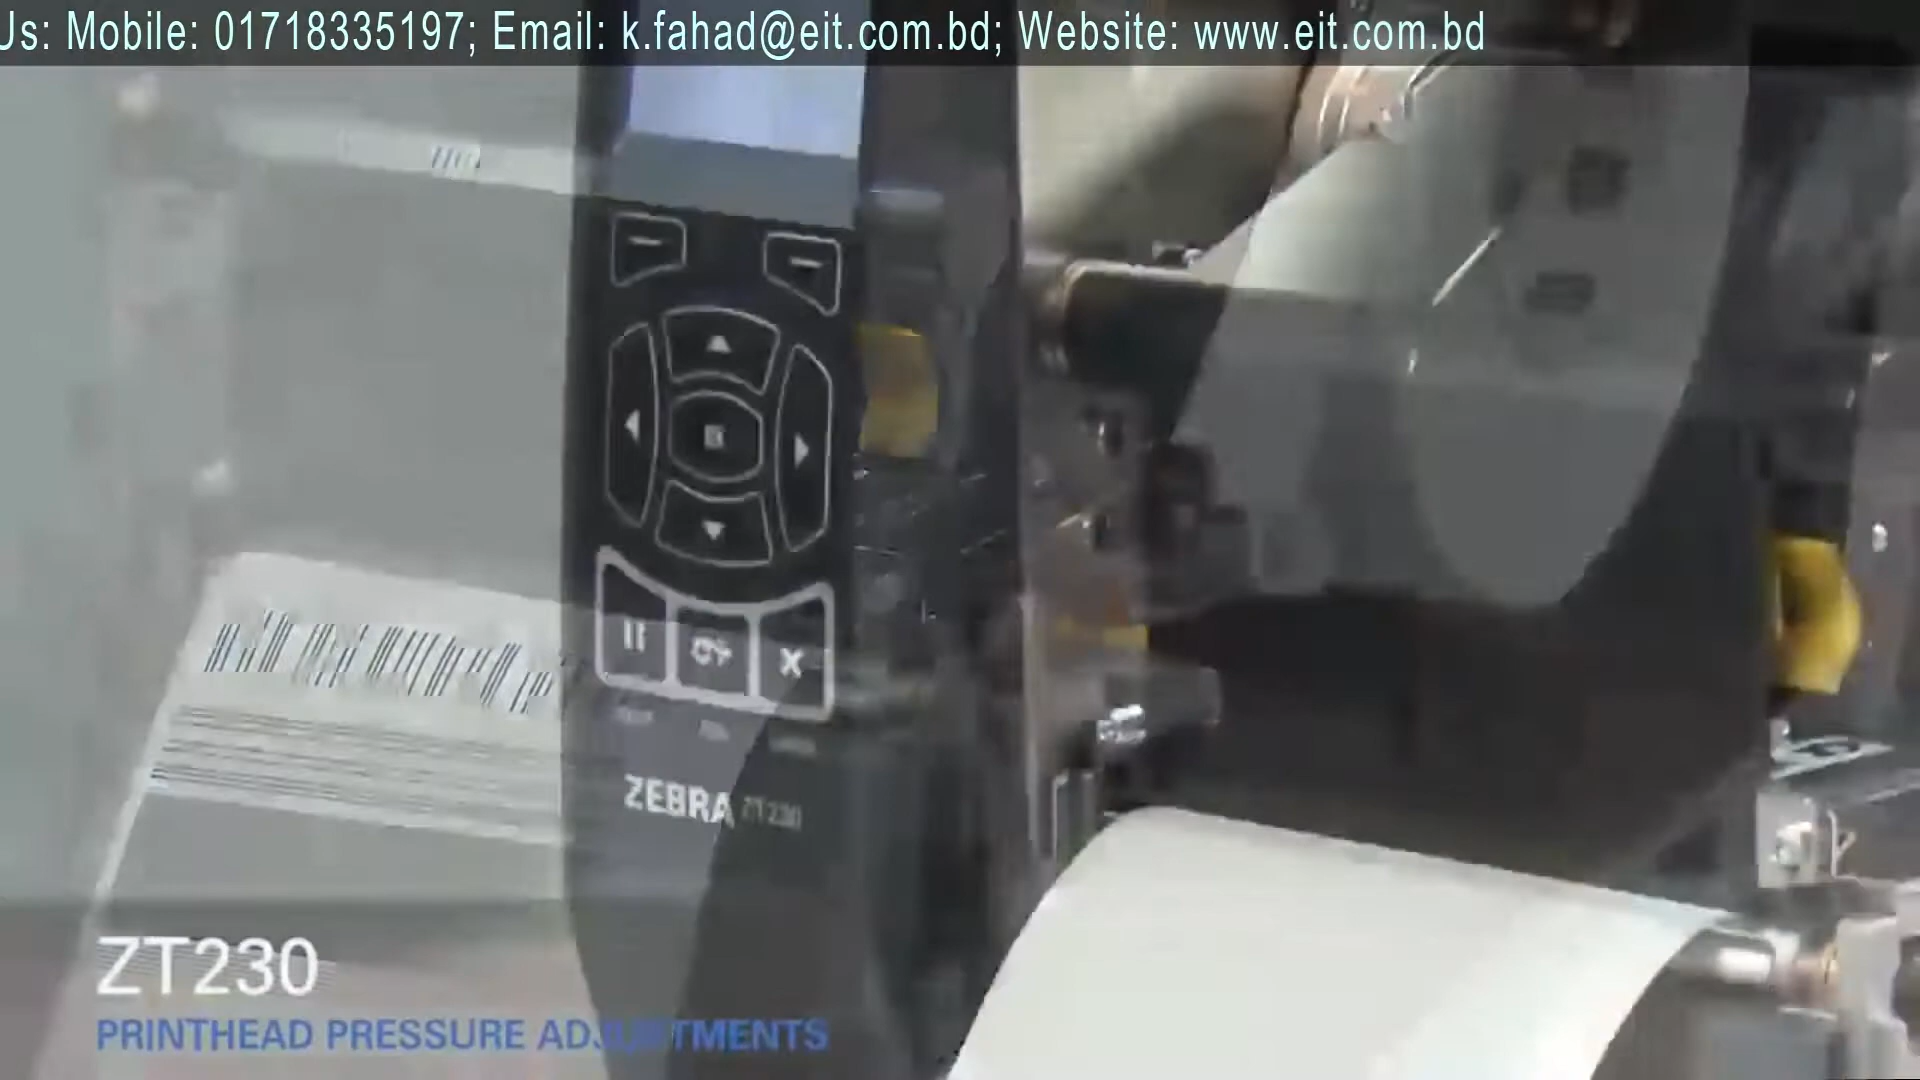 Us: Mobile: 01718335197; Email: k.fahad@eit.com.bd; Website: www.eit.com.bd
ZEBRA ZT230
ZT230
PRINTHEAD PRESSURE ADJUSTMENTS